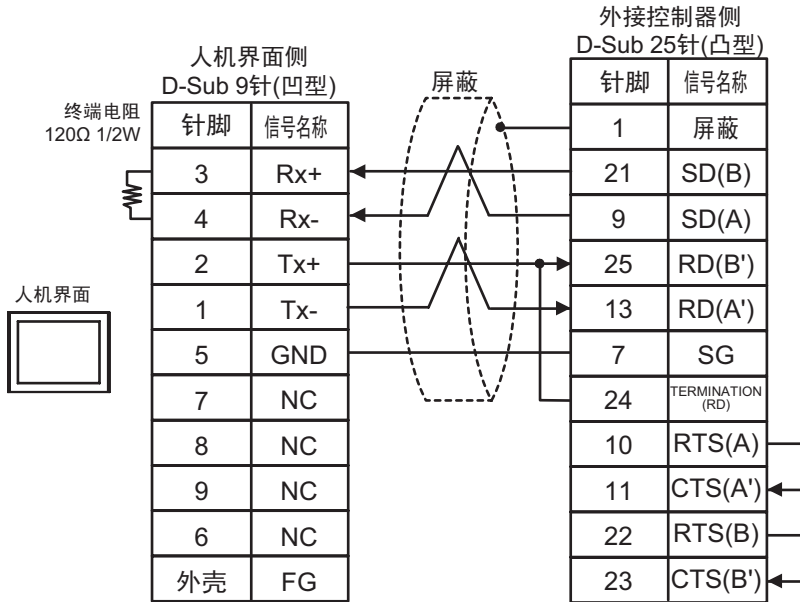 外接控制器侧
D-Sub 25针(凸型)
人机界面侧
D-Sub 9针(凹型)
屏蔽
终端电阻
120Ω 1/2W
人机界面
针脚 信号名称
3 Rx+
4 Rx-
2 Tx+
1 Tx-
5 GND
7 NC
8 NC
9 NC
6 NC
外壳 FG
针脚 信号名称
1 屏蔽
21 SD(B)
9 SD(A)
25 RD(B')
13 RD(A')
7 SG
24 TERMINATION
(RD)
10 RTS(A)
11 CTS(A')
22 RTS(B)
23 CTS(B')